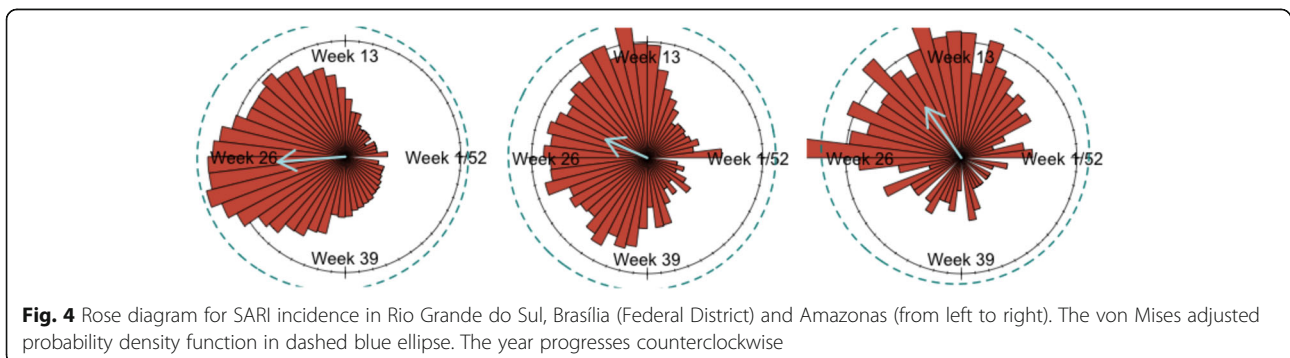 Week 13 Week 13 Week 13
Week 26 Week 1/52 Week 26 Week 1/52 Week 26 Week 1/52
Week 39 Week 39 Week 39
Fig. 4 Rose diagram for SARI incidence in Rio Grande do Sul, Brasília (Federal District) and Amazonas (from left to right). The von Mises adjusted
probability density function in dashed blue ellipse. The year progresses counterclockwise